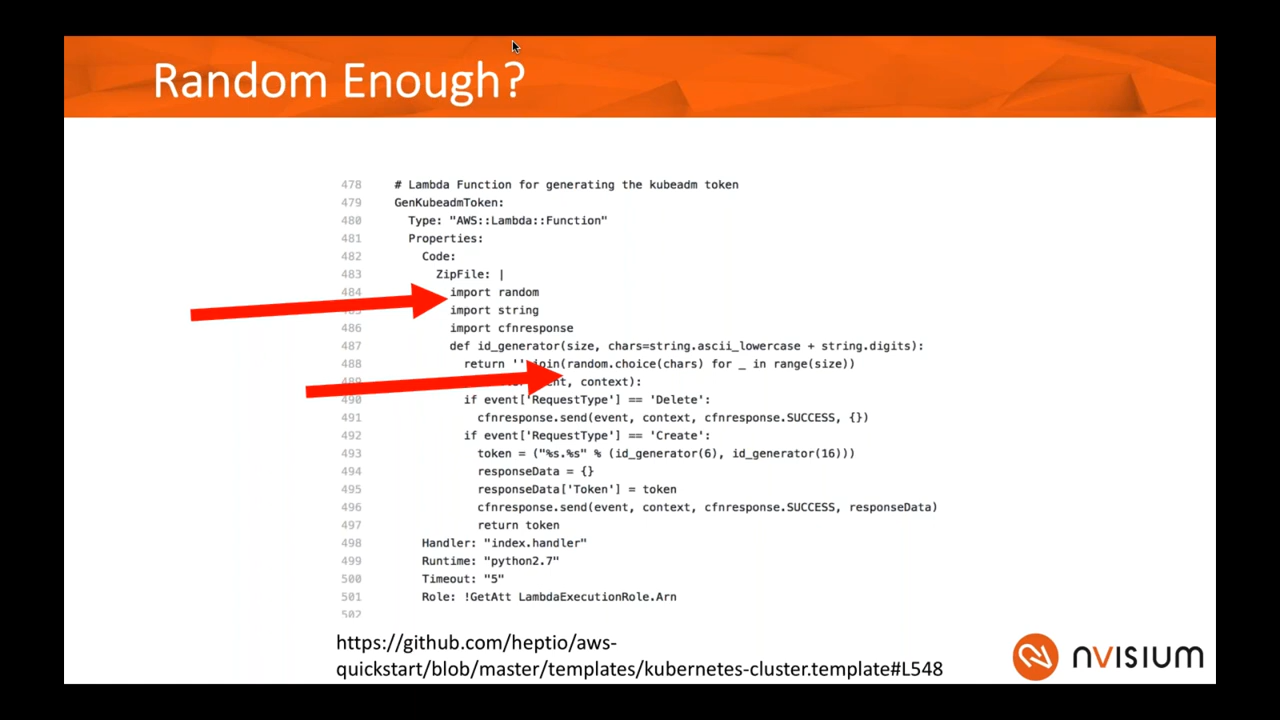 Random Enough?
478 # Lambda Function for generating the kubeadm token
479 GenKubeadmToken:
480 Type: "AWS::Lambda::Function"
481 Properties:
482 Code:
483 ZipFile: |
484 import random
import string
486 import cfnresponse
487 def id_generator(size, chars=string.ascii_lowercase + string.digits):
488 return ''.join(random.choice(chars) for _ in range(size))
489 context):
490 if event['RequestType'] == 'Delete':
491 cfnresponse.send(event, context, cfnresponse.SUCCESS, {})
492 if event['RequestType'] == 'Create':
493 token = ("%s.%s" % (id_generator(6), id_generator(16)))
494 responseData = {}
495 responseData['Token'] = token
496 cfnresponse.send(event, context, cfnresponse.SUCCESS, responseData)
497 return token
498 Handler: "index.handler"
499 Runtime: "python2.7"
500 Timeout: "5"
501 Role: !GetAtt LambdaExecutionRole.Arn
502
https://github.com/heptio/aws-
quickstart/blob/master/templates/kubernetes-cluster.template#L548
nVISIUM